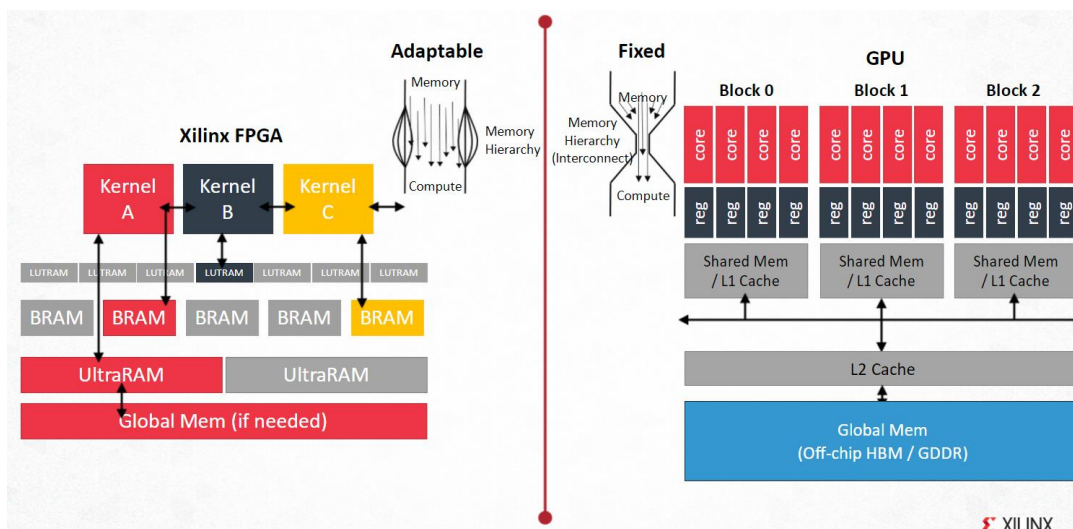 Adaptable
Memory
Memory
Hierarchy
Compute
Xilinx FPGA
Kernel
A
Kernel
B
Kernel
C
LUTRAM LUTRAM LUTRAM LUTRAM LUTRAM LUTRAM LUTRAM
BRAM BRAM BRAM BRAM BRAM
UltraRAM UltraRAM
Global Mem (if needed)
Fixed
Memory
Memory
Hierarchy
(Interconnect)
Compute
GPU
Block 0 Block 1 Block 2
core core core core core core core core core core core core
reg reg reg reg reg reg reg reg reg reg reg reg
Shared Mem
/ L1 Cache
Shared Mem
/ L1 Cache
Shared Mem
/ L1 Cache
L2 Cache
Global Mem
(Off-chip HBM / GDDR)
XILINX